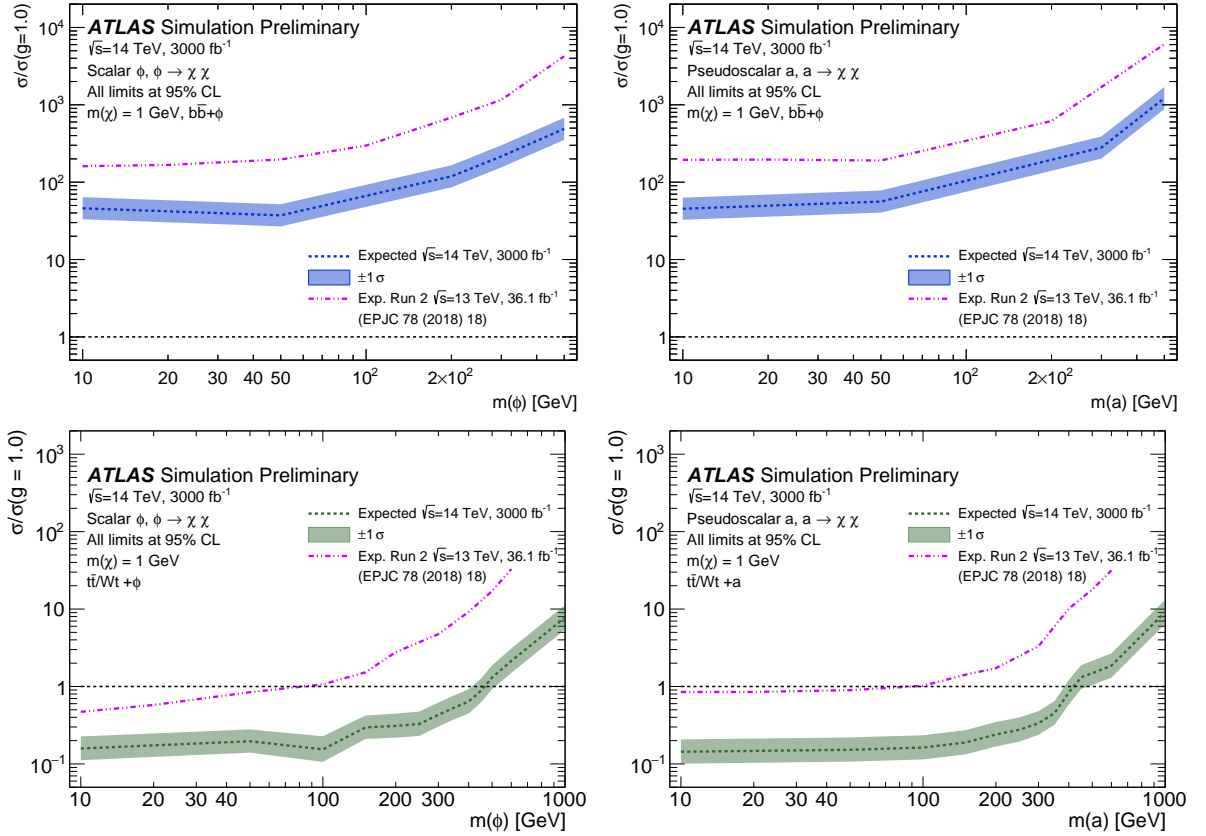 σ/σ(g=1.0)
10⁴
10³
10²
10
1
ATLAS Simulation Preliminary
√s=14 TeV, 3000 fb⁻¹
Scalar ϕ, ϕ → χ χ
All limits at 95% CL
m(χ) = 1 GeV, bb̅+ϕ
Expected √s=14 TeV, 3000 fb⁻¹
±1 σ
Exp. Run 2 √s=13 TeV, 36.1 fb⁻¹
(EPJC 78 (2018) 18)
10 20 30 40 50 10² 2×10²
m(ϕ) [GeV]
σ/σ(g=1.0)
10⁴
10³
10²
10
1
ATLAS Simulation Preliminary
√s=14 TeV, 3000 fb⁻¹
Pseudoscalar a, a → χ χ
All limits at 95% CL
m(χ) = 1 GeV, bb̅+ϕ
Expected √s=14 TeV, 3000 fb⁻¹
±1 σ
Exp. Run 2 √s=13 TeV, 36.1 fb⁻¹
(EPJC 78 (2018) 18)
10 20 30 40 50 10² 2×10²
m(a) [GeV]
σ/σ(g = 1.0)
10³
10²
10
1
10⁻¹
ATLAS Simulation Preliminary
√s=14 TeV, 3000 fb⁻¹
Scalar ϕ, ϕ → χ χ
All limits at 95% CL
m(χ) = 1 GeV
tt̅/Wt +ϕ
Expected √s=14 TeV, 3000 fb⁻¹
±1 σ
Exp. Run 2 √s=13 TeV, 36.1 fb⁻¹
(EPJC 78 (2018) 18)
10 20 30 40 100 200 300 1000
m(ϕ) [GeV]
σ/σ(g = 1.0)
10³
10²
10
1
10⁻¹
ATLAS Simulation Preliminary
√s=14 TeV, 3000 fb⁻¹
Pseudoscalar a, a → χ χ
All limits at 95% CL
m(χ) = 1 GeV
tt̅/Wt +a
Expected √s=14 TeV, 3000 fb⁻¹
±1 σ
Exp. Run 2 √s=13 TeV, 36.1 fb⁻¹
(EPJC 78 (2018) 18)
10 20 30 40 100 200 300 1000
m(a) [GeV]